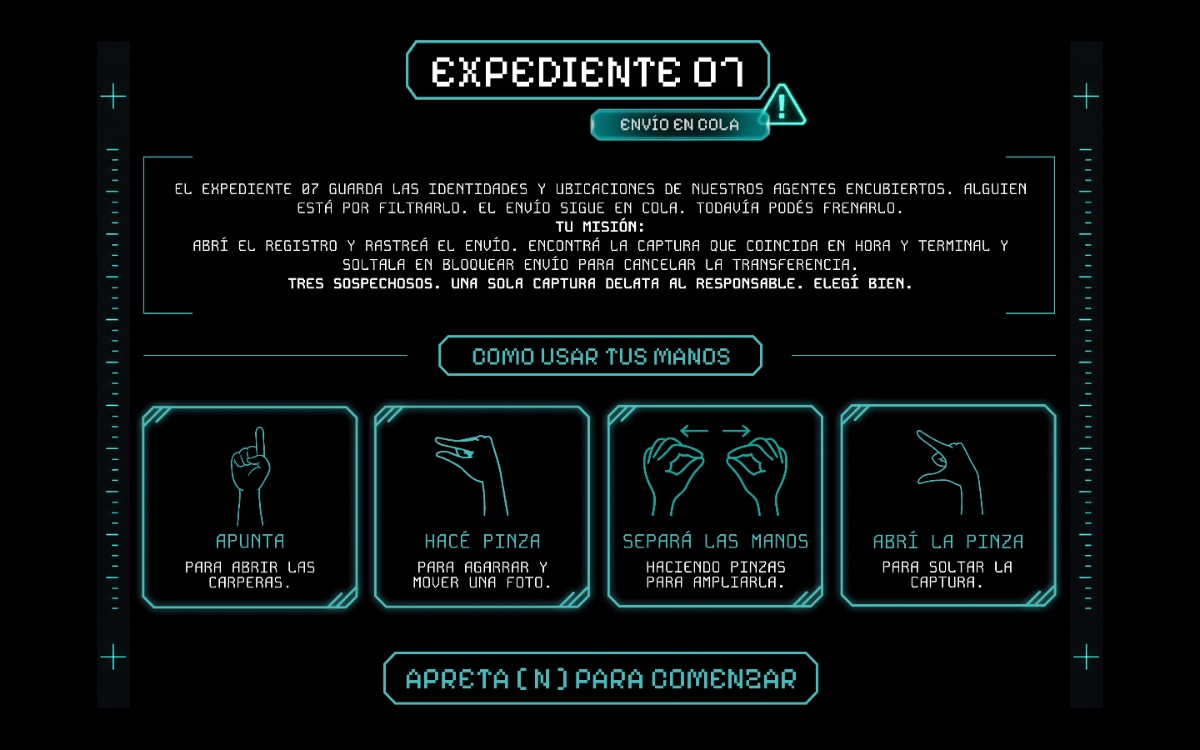 EXPEDIENTE 07
!
ENVÍO EN COLA
EL EXPEDIENTE 07 GUARDA LAS IDENTIDADES Y UBICACIONES DE NUESTROS AGENTES ENCUBIERTOS. ALGUIEN
ESTÁ POR FILTRARLO. EL ENVÍO SIGUE EN COLA. TODAVÍA PODÉS FRENARLO.
TU MISIÓN:
ABRÍ EL REGISTRO Y RASTREÁ EL ENVÍO. ENCONTRÁ LA CAPTURA QUE COINCIDA EN HORA Y TERMINAL Y
SOLTALA EN BLOQUEAR ENVÍO PARA CANCELAR LA TRANSFERENCIA.
TRES SOSPECHOSOS. UNA SOLA CAPTURA DELATA AL RESPONSABLE. ELEGÍ BIEN.
COMO USAR TUS MANOS
APUNTA
PARA ABRIR LAS
CARPERAS.
HACÉ PINZA
PARA AGARRAR Y
MOVER UNA FOTO.
SEPARÁ LAS MANOS
HACIENDO PINZAS
PARA AMPLIARLA.
ABRÍ LA PINZA
PARA SOLTAR LA
CAPTURA.
APRETA [ N ] PARA COMENZAR